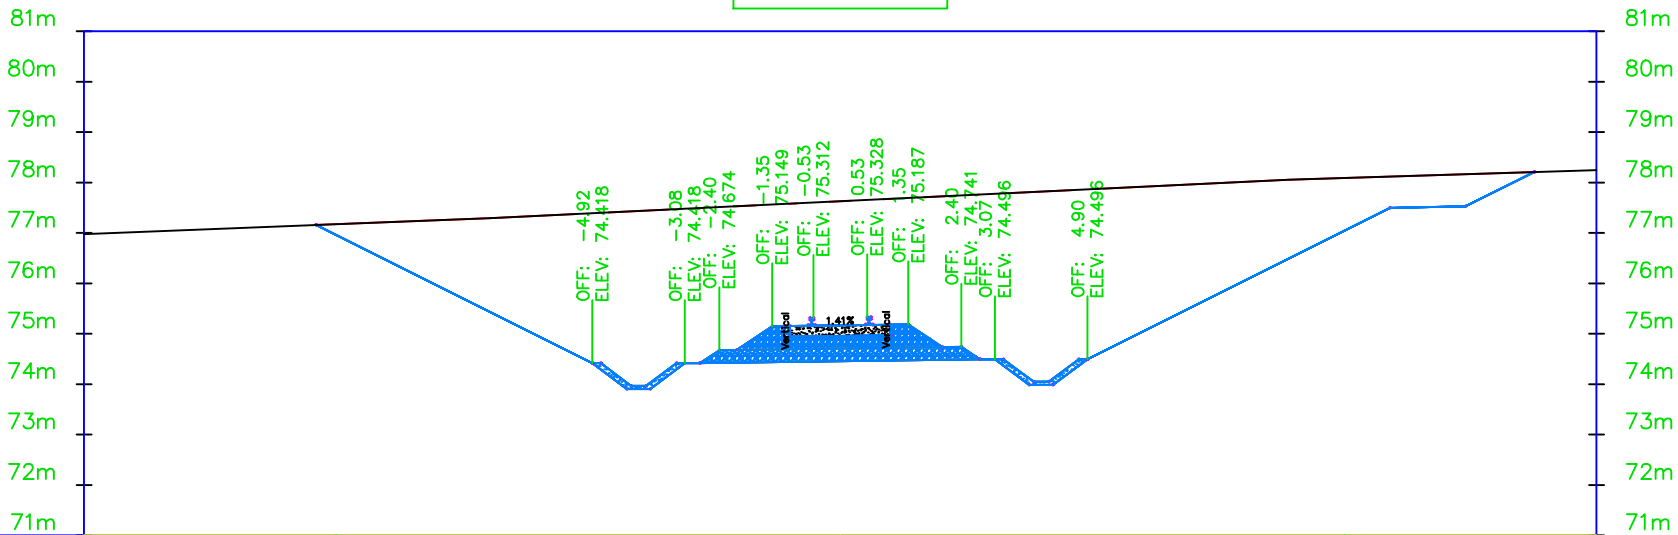 81m
80m
79m
78m
77m
76m
75m
74m
73m
72m
71m
OFF: -4.92
ELEV: 74.418
OFF: -3.08
ELEV: 74.418
OFF: -2.40
ELEV: 74.674
OFF: -1.35
ELEV: 75.149
OFF: -0.53
ELEV: 75.312
OFF: 0.53
ELEV: 75.328
OFF: 1.35
ELEV: 75.187
OFF: 2.40
ELEV: 74.741
OFF: 3.07
ELEV: 74.496
OFF: 4.90
ELEV: 74.496
Vertical
1.41%
Vertical
81m
80m
79m
78m
77m
76m
75m
74m
73m
72m
71m